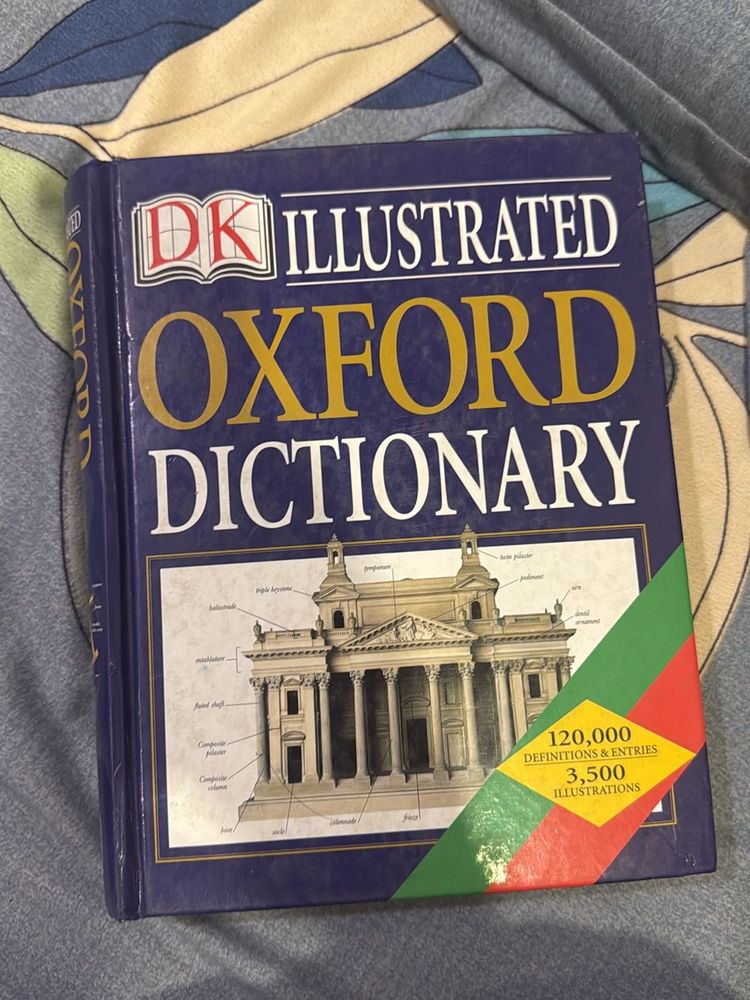 DK ILLUSTRATED
OXFORD
DICTIONARY
twin pilaster
tympanum
pediment
triple keystone
urn
balustrade
dentil
ornament
entablature
fluted shaft
Composite
pilaster
Composite
column
base
socle
colonnade
frieze
120,000
DEFINITIONS & ENTRIES
3,500
ILLUSTRATIONS
OXFORD